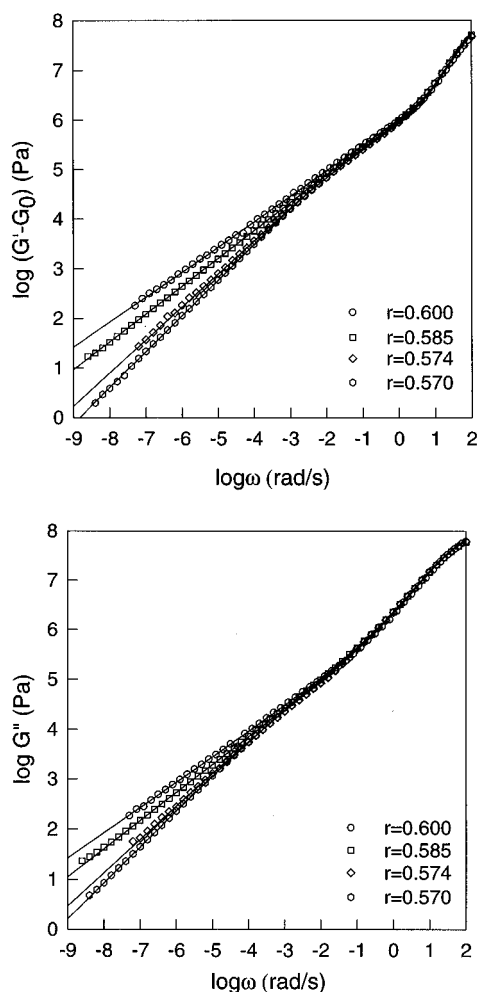 8
7
6
5
4
3
2
1
0
log (G'-G0) (Pa)
r=0.600
r=0.585
r=0.574
r=0.570
-9 -8 -7 -6 -5 -4 -3 -2 -1 0 1 2
logω (rad/s)
8
7
6
5
4
3
2
1
0
log G" (Pa)
r=0.600
r=0.585
r=0.574
r=0.570
-9 -8 -7 -6 -5 -4 -3 -2 -1 0 1 2
logω (rad/s)